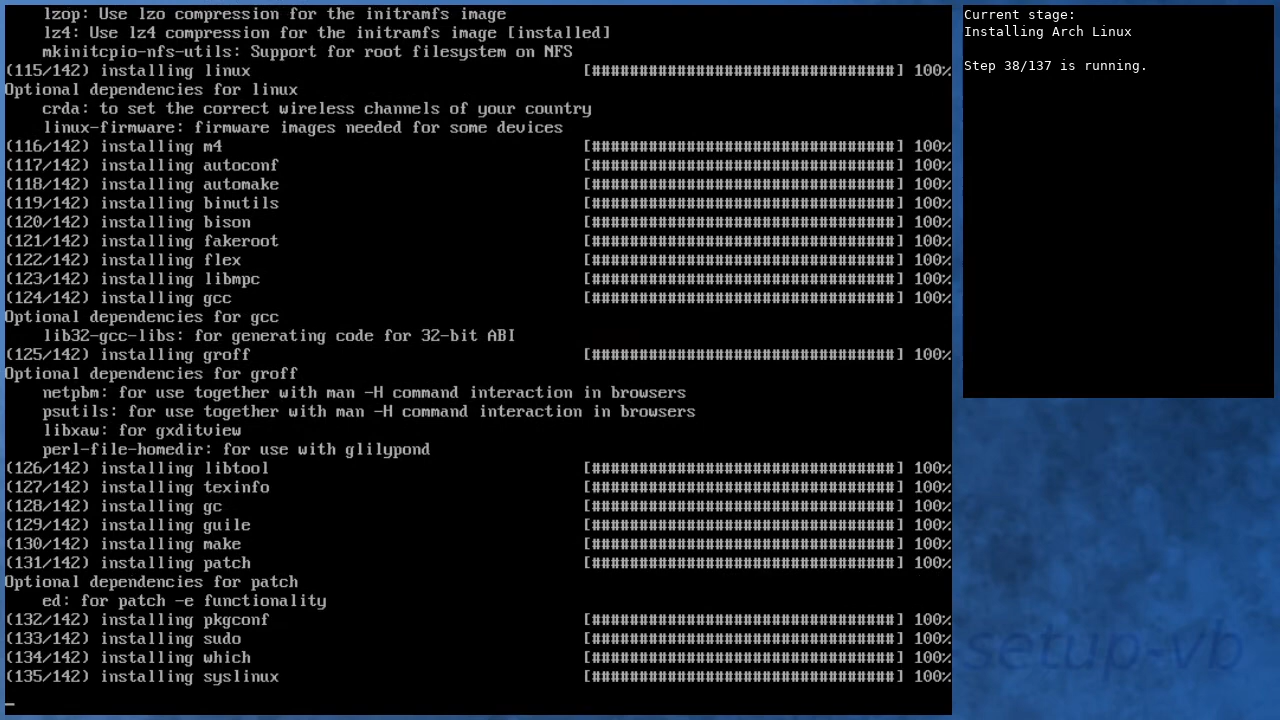 lzop: Use lzo compression for the initramfs image
lz4: Use lz4 compression for the initramfs image [installed]
mkinitcpio-nfs-utils: Support for root filesystem on NFS
(115/142) installing linux [################################] 100%
Optional dependencies for linux
crda: to set the correct wireless channels of your country
linux-firmware: firmware images needed for some devices
(116/142) installing m4 [################################] 100%
(117/142) installing autoconf [################################] 100%
(118/142) installing automake [################################] 100%
(119/142) installing binutils [################################] 100%
(120/142) installing bison [################################] 100%
(121/142) installing fakeroot [################################] 100%
(122/142) installing flex [################################] 100%
(123/142) installing libmpc [################################] 100%
(124/142) installing gcc [################################] 100%
Optional dependencies for gcc
lib32-gcc-libs: for generating code for 32-bit ABI
(125/142) installing groff [################################] 100%
Optional dependencies for groff
netpbm: for use together with man -H command interaction in browsers
psutils: for use together with man -H command interaction in browsers
libxaw: for gxditview
perl-file-homedir: for use with glilypond
(126/142) installing libtool [################################] 100%
(127/142) installing texinfo [################################] 100%
(128/142) installing gc [################################] 100%
(129/142) installing guile [################################] 100%
(130/142) installing make [################################] 100%
(131/142) installing patch [################################] 100%
Optional dependencies for patch
ed: for patch -e functionality
(132/142) installing pkgconf [################################] 100%
(133/142) installing sudo [################################] 100%
(134/142) installing which [################################] 100%
(135/142) installing syslinux [################################] 100%
Current stage:
Installing Arch Linux
Step 38/137 is running.
setup-vb